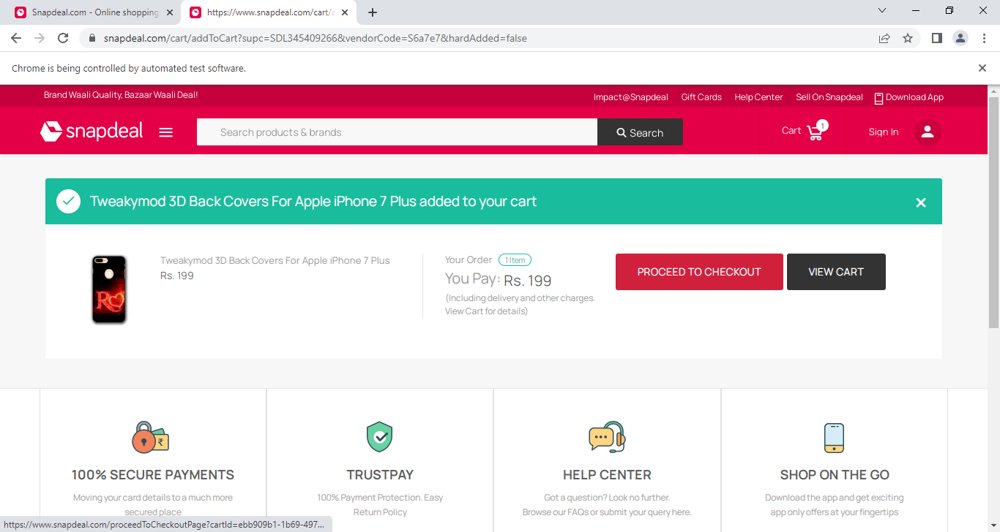 Snapdeal.com - Online shopping
https://www.snapdeal.com/cart/a
snapdeal.com/cart/addToCart?supc=SDL345409266&vendorCode=S6a7e7&hardAdded=false
Chrome is being controlled by automated test software.
Brand Waali Quality, Bazaar Waali Deal!
Impact@Snapdeal Gift Cards Help Center Sell On Snapdeal Download App
snapdeal
Search products & brands
Search
Cart 1
Sign In
Tweakymod 3D Back Covers For Apple iPhone 7 Plus added to your cart
Tweakymod 3D Back Covers For Apple iPhone 7 Plus
Rs. 199
R
Your Order 1 Item
You Pay: Rs. 199
(Including delivery and other charges.
View Cart for details)
PROCEED TO CHECKOUT
VIEW CART
₹
100% SECURE PAYMENTS
Moving your card details to a much more
secured place
TRUSTPAY
100% Payment Protection. Easy
Return Policy
HELP CENTER
Got a question? Look no further.
Browse our FAQs or submit your query here.
SHOP ON THE GO
Download the app and get exciting
app only offers at your fingertips
https://www.snapdeal.com/proceedToCheckoutPage?cartId=ebb909b1-1b69-497...